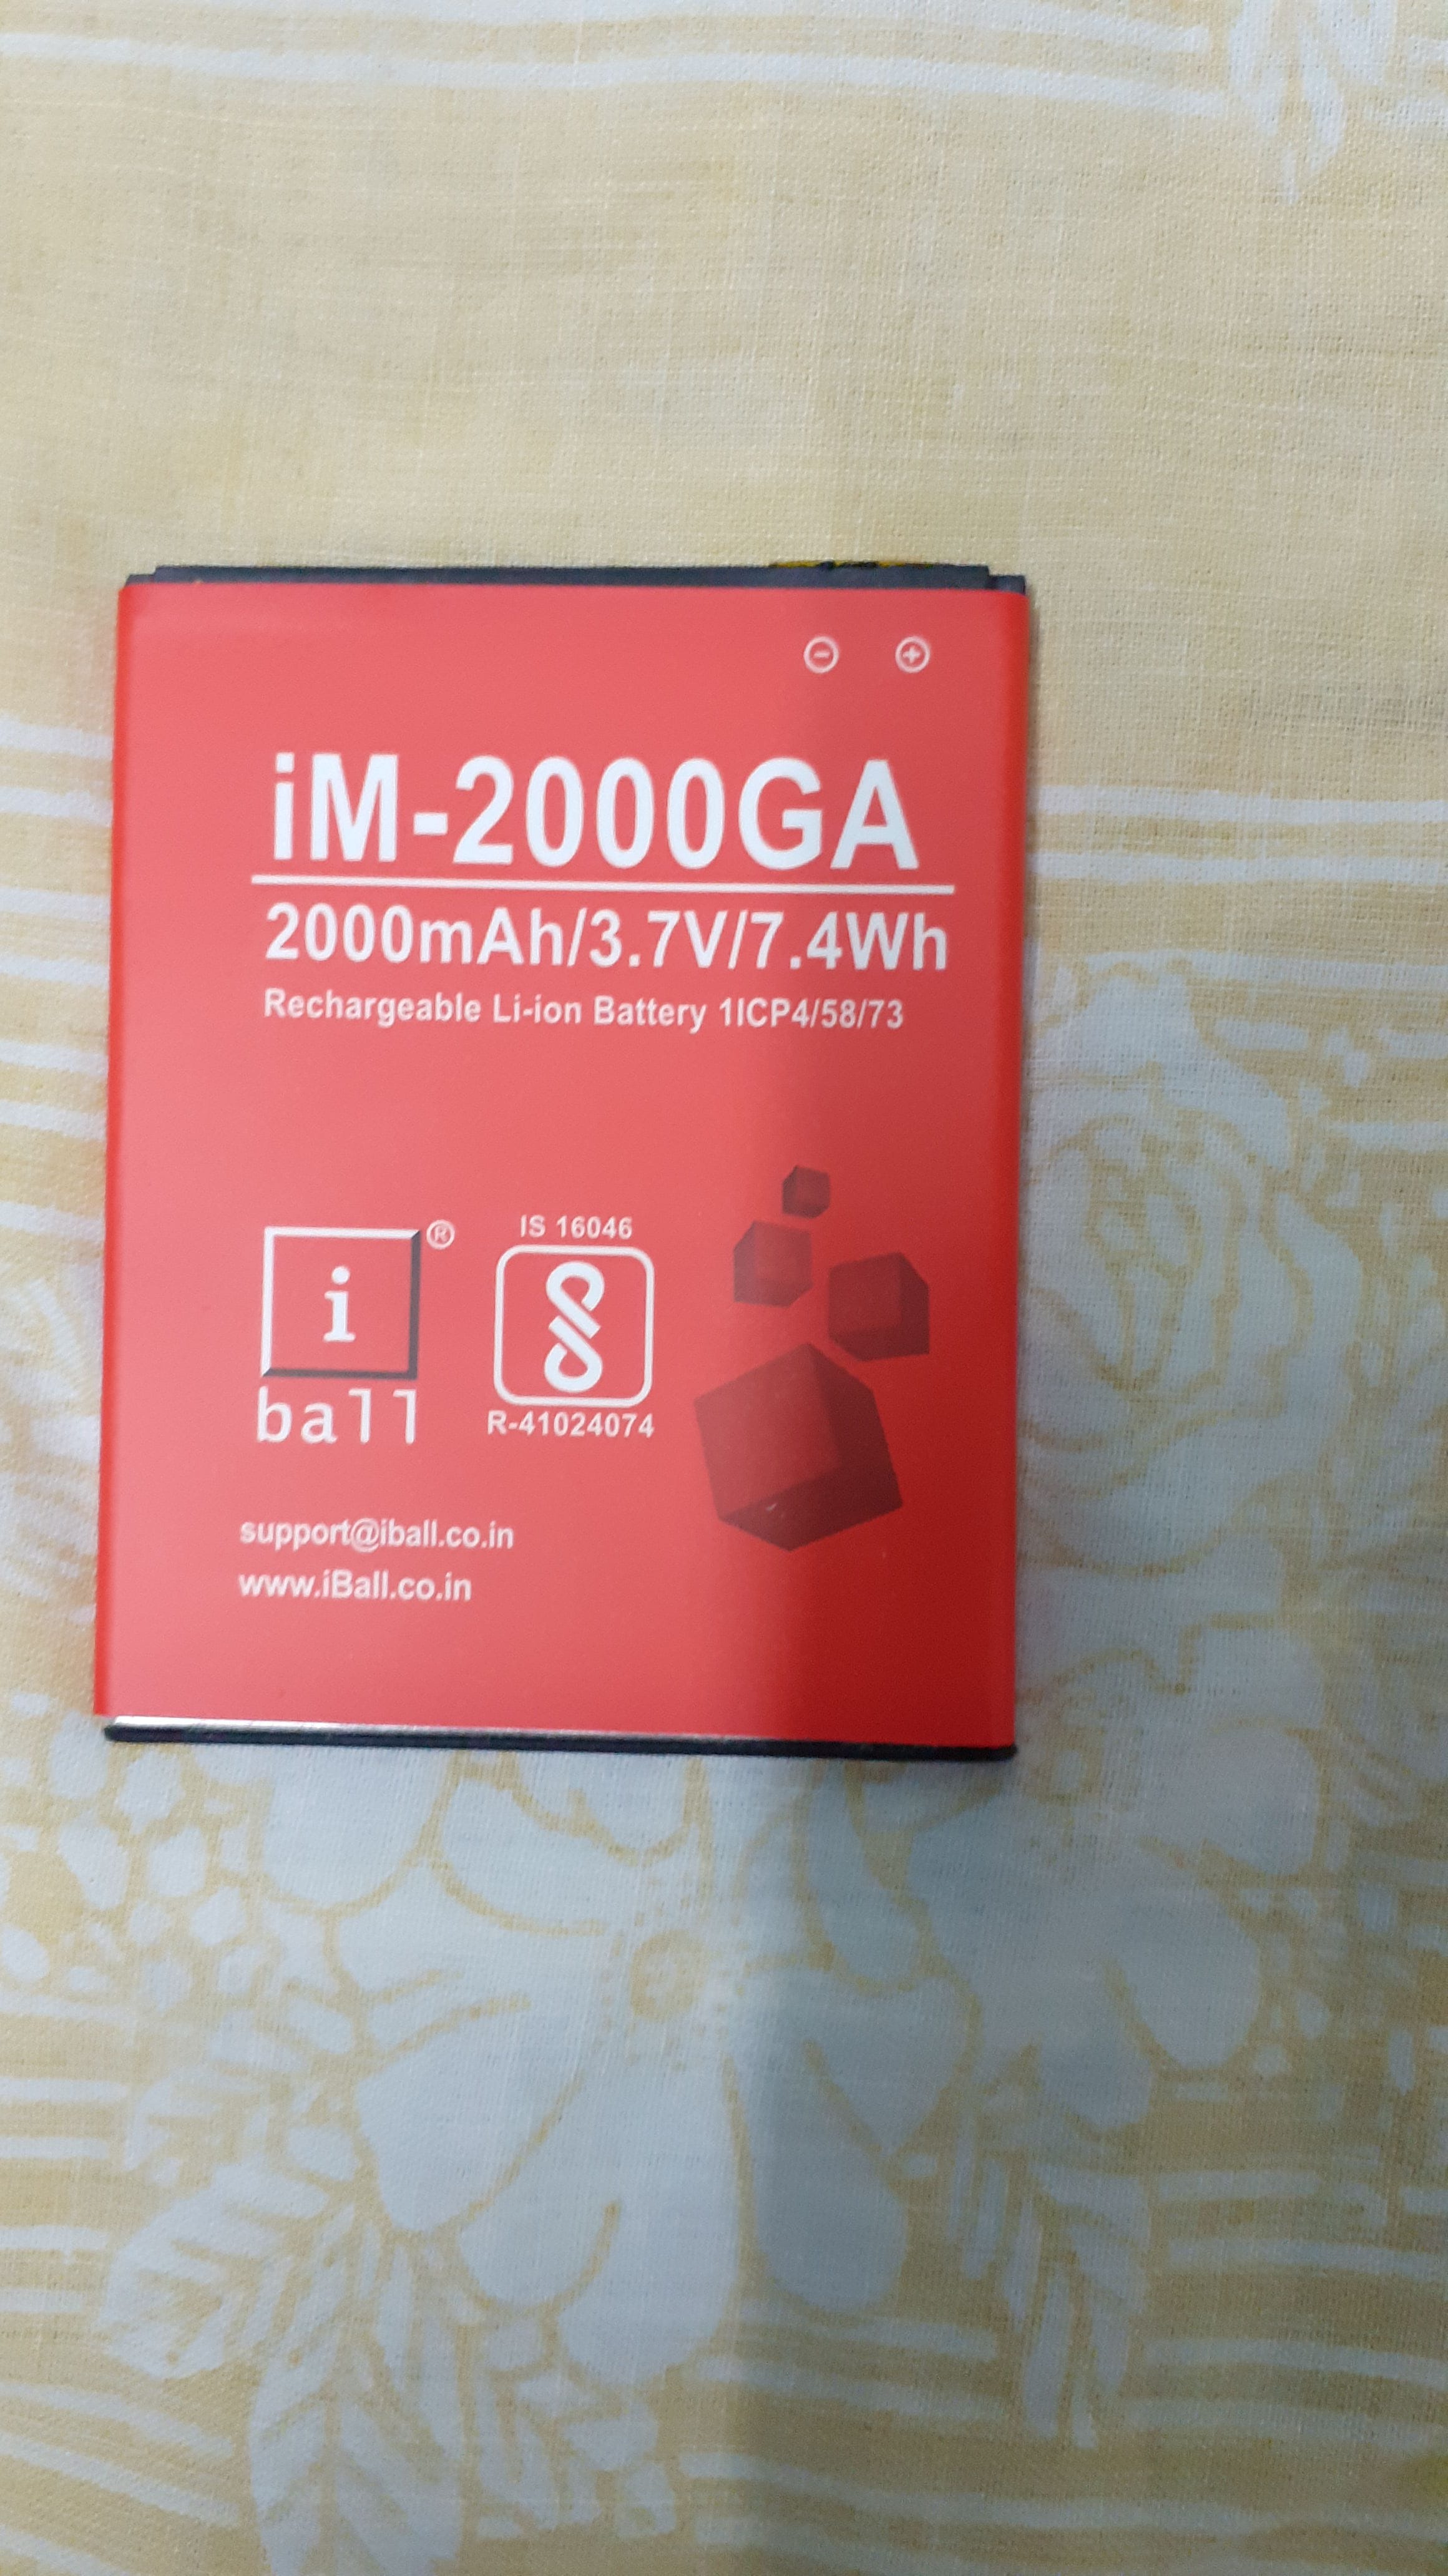 iM-2000GA
2000mAh/3.7V/7.4Wh
Rechargeable Li-ion Battery 1ICP4/58/73
i
ball
®
IS 16046
R-41024074
support@iball.co.in
www.iBall.co.in